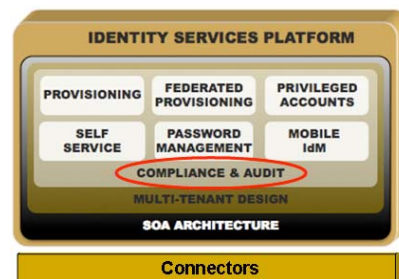 IDENTITY SERVICES PLATFORM
PROVISIONING
FEDERATED
PROVISIONING
PRIVILEGED
ACCOUNTS
SELF
SERVICE
PASSWORD
MANAGEMENT
MOBILE
IdM
COMPLIANCE & AUDIT
MULTI-TENANT DESIGN
SOA ARCHITECTURE
Connectors